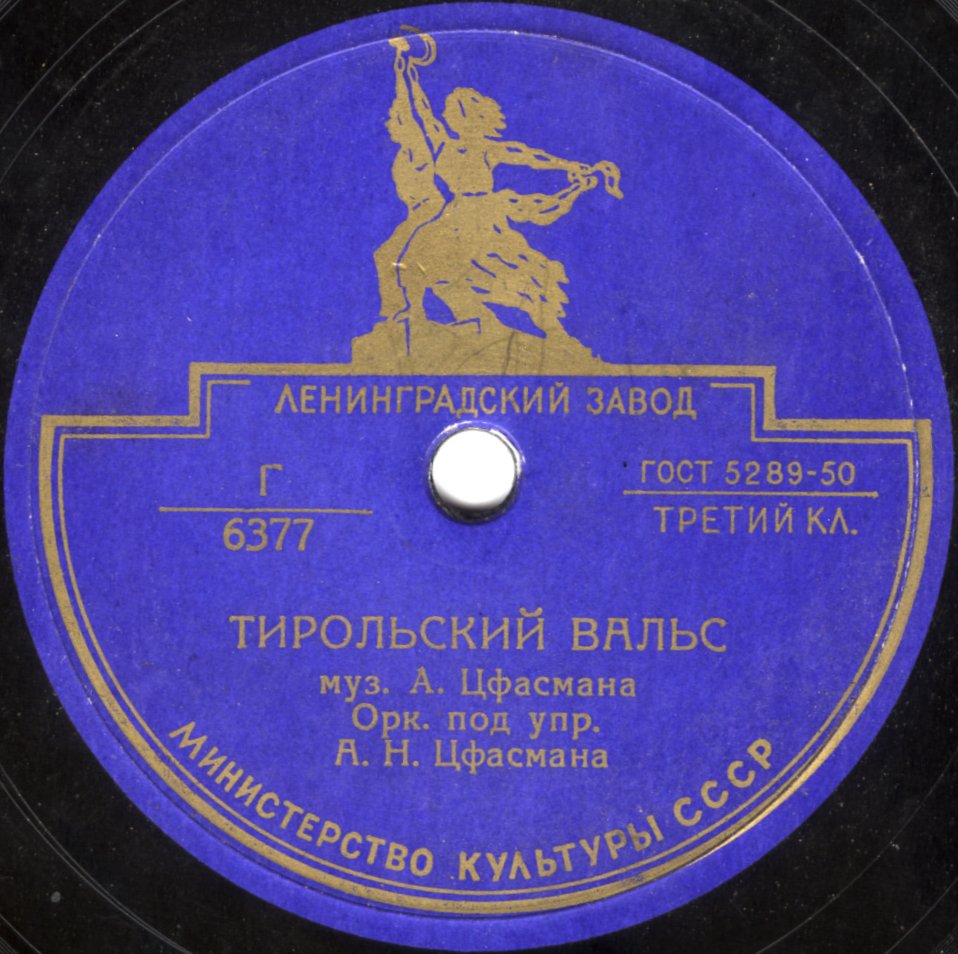 ЛЕНИНГРАДСКИЙ ЗАВОД
Г
6377
ГОСТ 5289-50
ТРЕТИЙ КЛ.
ТИРОЛЬСКИЙ ВАЛЬС
муз. А. Цфасмана
Орк. под упр.
А. Н. Цфасмана
МИНИСТЕРСТВО КУЛЬТУРЫ СССР